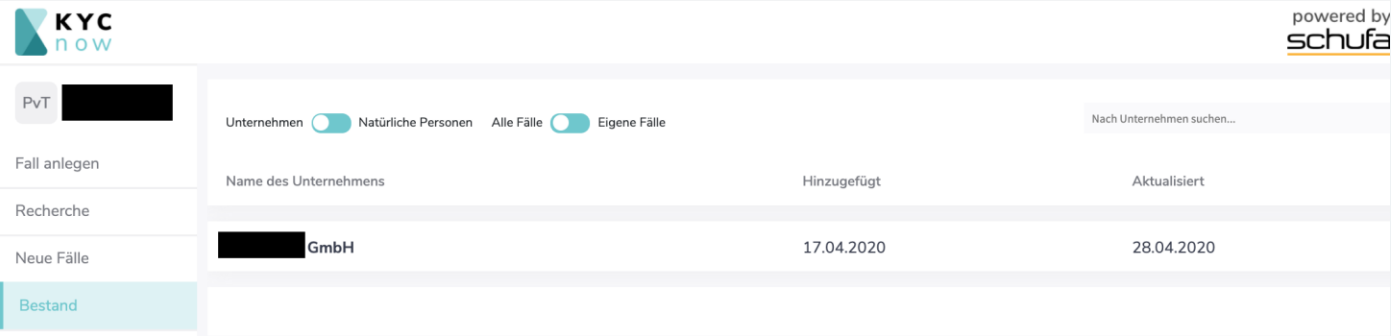 KYC
now
powered by
schufa
PvT
Unternehmen Natürliche Personen Alle Fälle Eigene Fälle
Nach Unternehmen suchen...
Fall anlegen
Name des Unternehmens Hinzugefügt Aktualisiert
Recherche
GmbH 17.04.2020 28.04.2020
Neue Fälle
Bestand